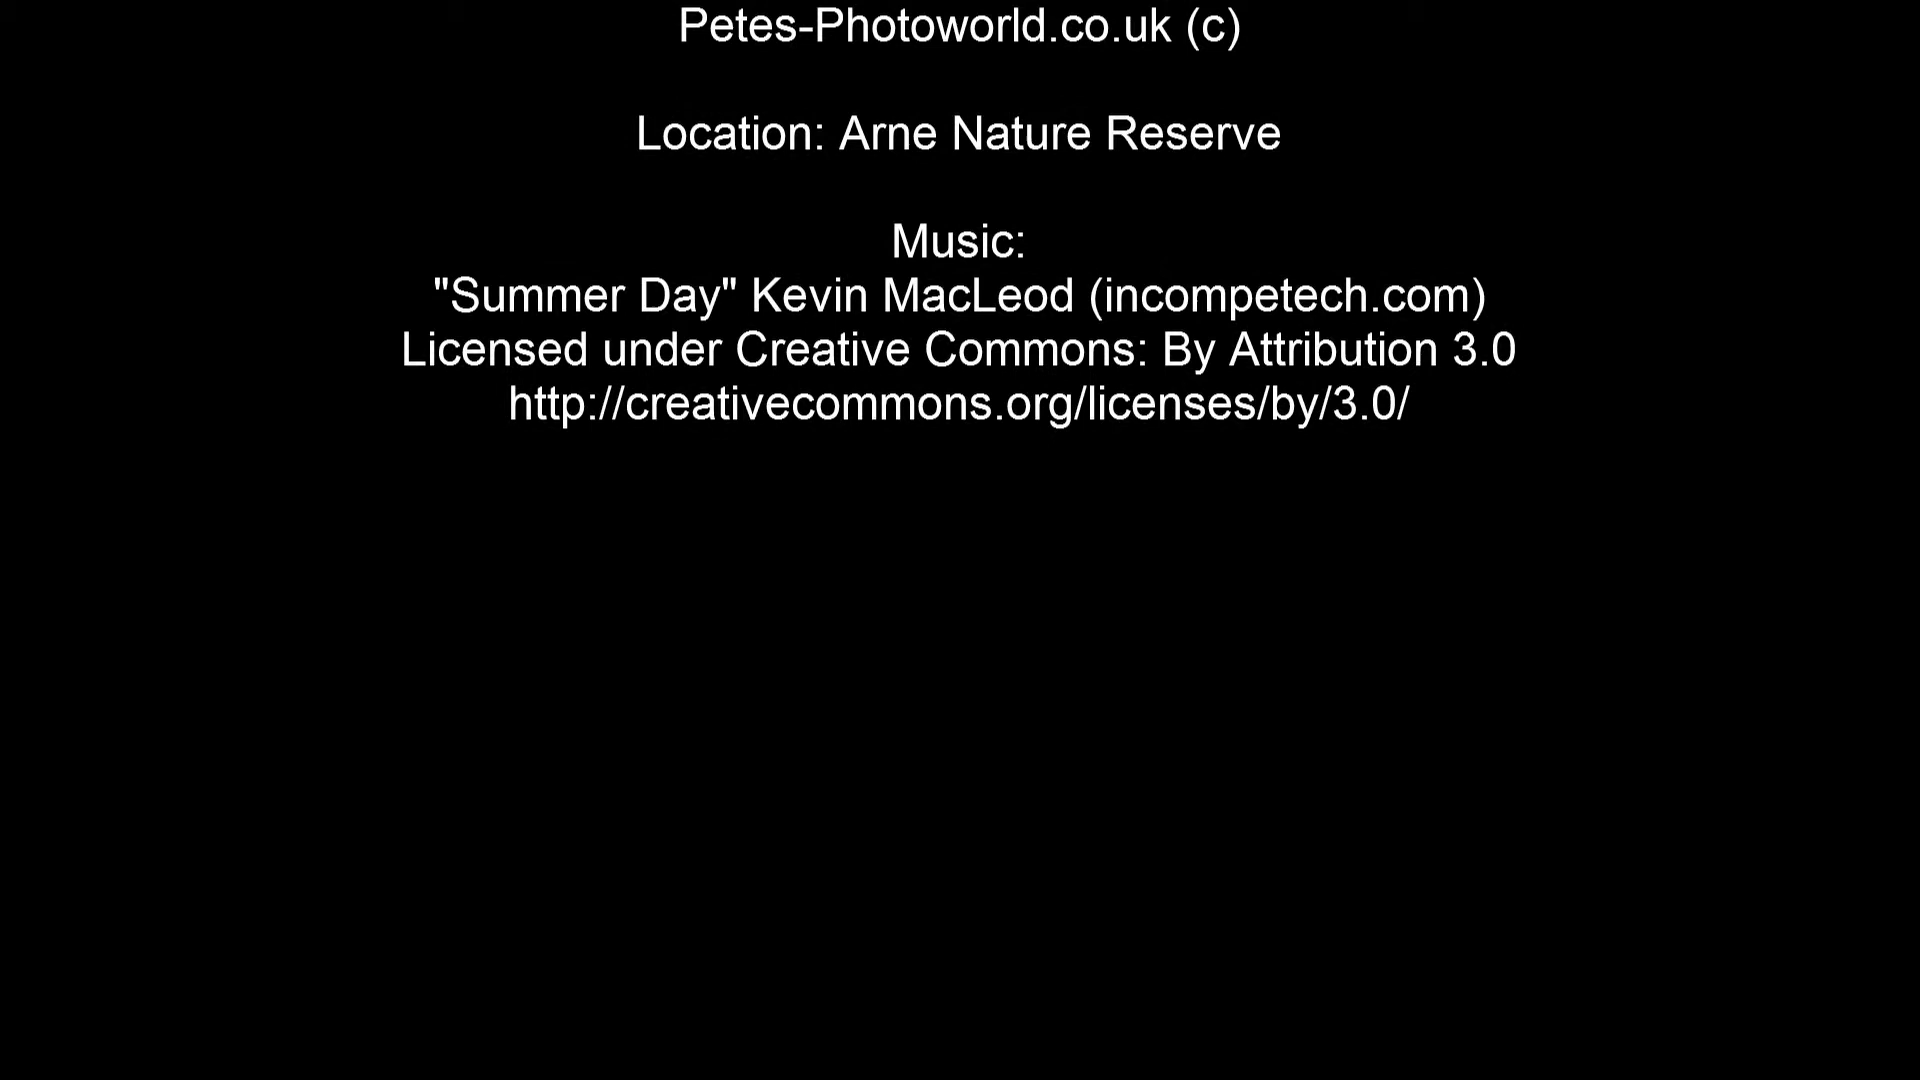 Petes-Photoworld.co.uk (c)
Location: Arne Nature Reserve
Music:
"Summer Day" Kevin MacLeod (incompetech.com)
Licensed under Creative Commons: By Attribution 3.0
http://creativecommons.org/licenses/by/3.0/